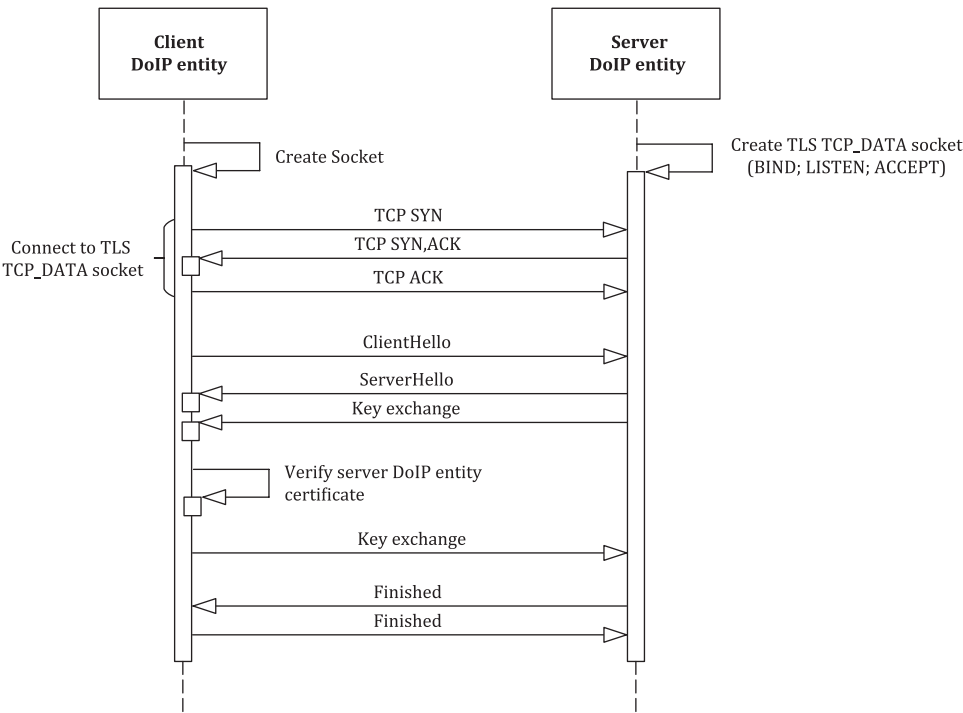 Client
DoIP entity
Server
DoIP entity
Create Socket
Create TLS TCP_DATA socket
(BIND; LISTEN; ACCEPT)
TCP SYN
TCP SYN,ACK
Connect to TLS
TCP_DATA socket
TCP ACK
ClientHello
ServerHello
Key exchange
Verify server DoIP entity
certificate
Key exchange
Finished
Finished